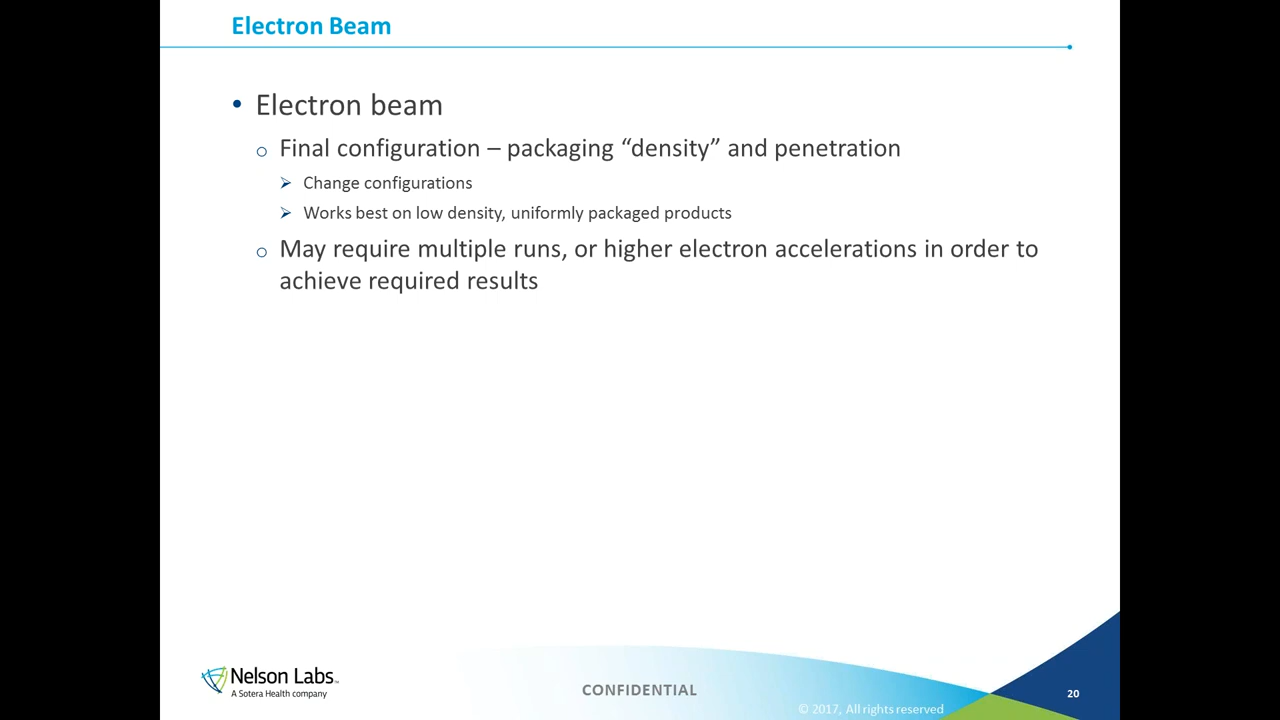 Electron Beam
• Electron beam
o Final configuration – packaging “density” and penetration
➢ Change configurations
➢ Works best on low density, uniformly packaged products
o May require multiple runs, or higher electron accelerations in order to
achieve required results
Nelson Labs™
A Sotera Health company
CONFIDENTIAL
© 2017, All rights reserved
20